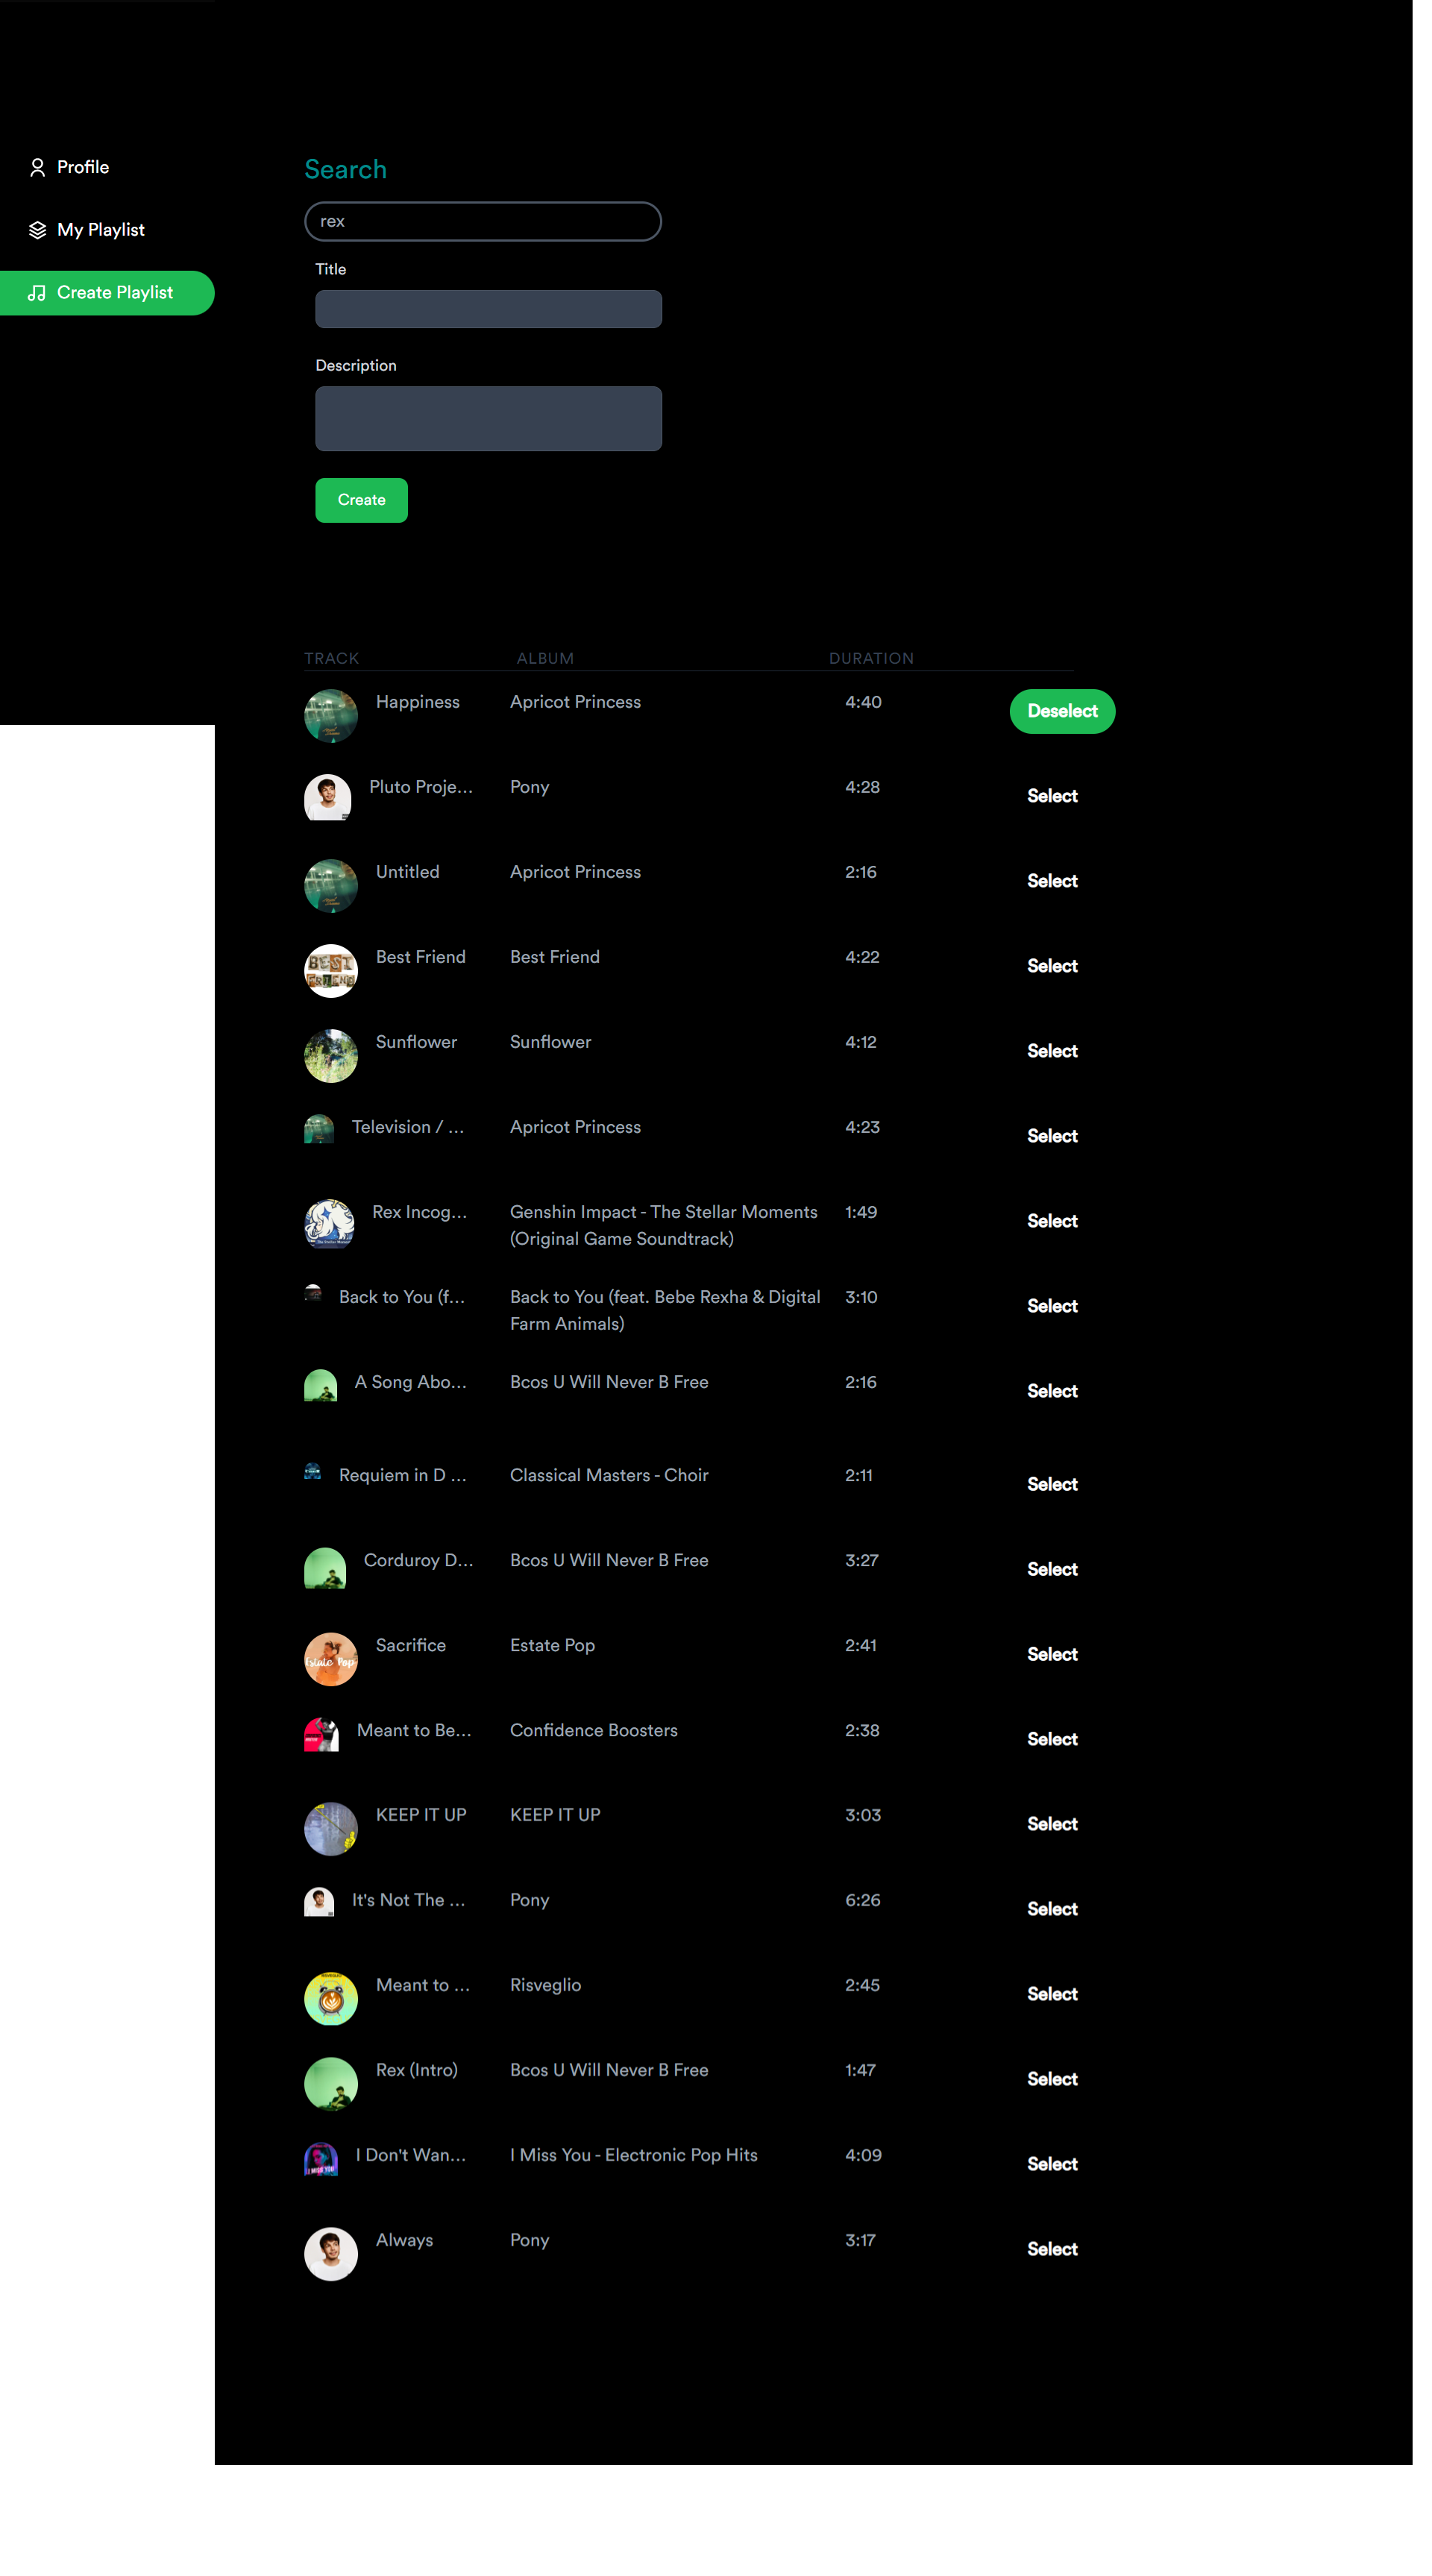 Profile
My Playlist
Create Playlist
Search
rex
Title
Description
Create
TRACK ALBUM DURATION
Happiness Apricot Princess 4:40 Deselect
Pluto Proje... Pony 4:28 Select
Untitled Apricot Princess 2:16 Select
BEST
FRIEND
Best Friend Best Friend 4:22 Select
Sunflower Sunflower 4:12 Select
Television / ... Apricot Princess 4:23 Select
Rex Incog... Genshin Impact - The Stellar Moments 1:49 Select
(Original Game Soundtrack)
Back to You (f... Back to You (feat. Bebe Rexha & Digital 3:10 Select
Farm Animals)
A Song Abo... Bcos U Will Never B Free 2:16 Select
Requiem in D ... Classical Masters - Choir 2:11 Select
Corduroy D... Bcos U Will Never B Free 3:27 Select
Estate Pop
Sacrifice Estate Pop 2:41 Select
Meant to Be... Confidence Boosters 2:38 Select
KEEP IT UP KEEP IT UP 3:03 Select
It's Not The ... Pony 6:26 Select
Meant to ... Risveglio 2:45 Select
Rex (Intro) Bcos U Will Never B Free 1:47 Select
I MISS YOU
I Don't Wan... I Miss You - Electronic Pop Hits 4:09 Select
Always Pony 3:17 Select